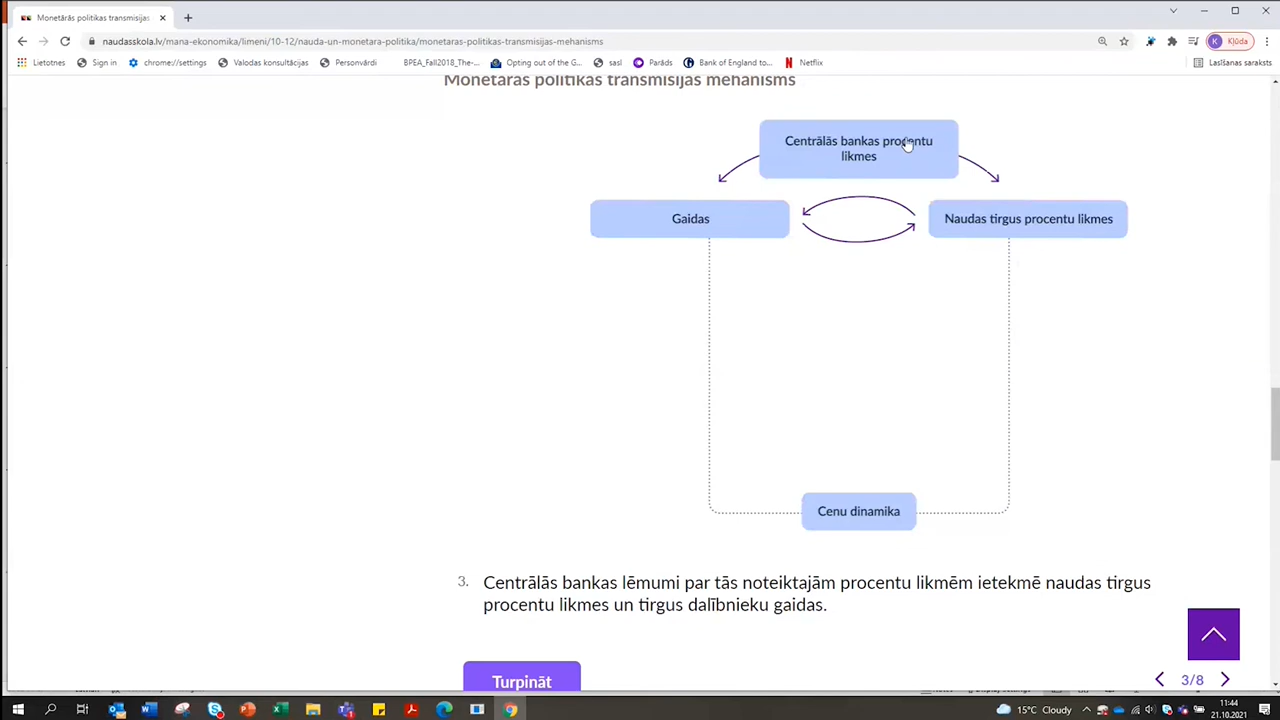 Monetārās politikas transmisijas
naudasskola.lv/mana-ekonomika/limeni/10-12/nauda-un-monetara-politika/monetaras-politikas-transmisijas-mehanisms
K Kļūda
Lietotnes Sign in chrome://settings Valodas konsultācijas Personvārdi BPEA_Fall2018_The-... Opting out of the G... sasl Parāds Bank of England to... Netflix Lasīšanas saraksts
Monetārās politikas transmisijas mehānisms
Centrālās bankas procentu
likmes
Gaidas
Naudas tirgus procentu likmes
Cenu dinamika
3. Centrālās bankas lēmumi par tās noteiktajām procentu likmēm ietekmē naudas tirgus
procentu likmes un tirgus dalībnieku gaidas.
Turpināt
3/8
15°C Cloudy
11:44
21.10.2021